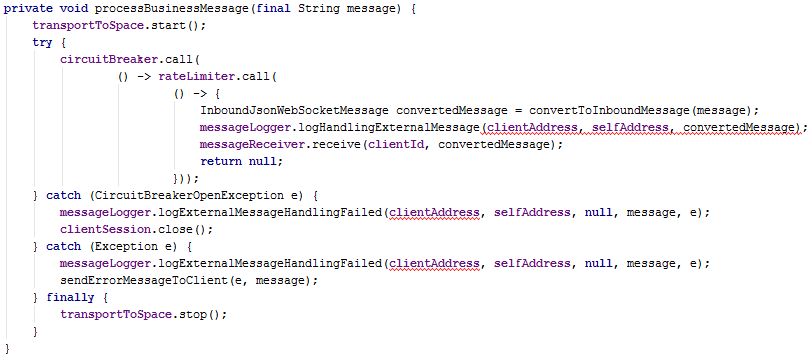 private void processBusinessMessage(final String message) {
    transportToSpace.start();
    try {
        circuitBreaker.call(
                () -> rateLimiter.call(
                        () -> {
                            InboundJsonWebSocketMessage convertedMessage = convertToInboundMessage(message);
                            messageLogger.logHandlingExternalMessage(clientAddress, selfAddress, convertedMessage);
                            messageReceiver.receive(clientId, convertedMessage);
                            return null;
                        }));
    } catch (CircuitBreakerOpenException e) {
        messageLogger.logExternalMessageHandlingFailed(clientAddress, selfAddress, null, message, e);
        clientSession.close();
    } catch (Exception e) {
        messageLogger.logExternalMessageHandlingFailed(clientAddress, selfAddress, null, message, e);
        sendErrorMessageToClient(e, message);
    } finally {
        transportToSpace.stop();
    }
}